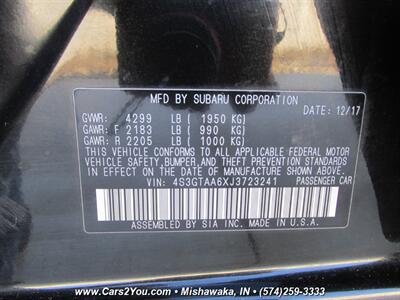 MFD BY SUBARU CORPORATION
DATE: 12/17
GVWR: 4299 LB ( 1950 KG)
GAWR: F 2183 LB ( 990 KG)
GAWR: R 2205 LB ( 1000 KG)
THIS VEHICLE CONFORMS TO ALL APPLICABLE FEDERAL MOTOR
VEHICLE SAFETY, BUMPER, AND THEFT PREVENTION STANDARDS
IN EFFECT ON THE DATE OF MANUFACTURE SHOWN ABOVE.
VIN: 4S3GTAA6XJ3723241 PASSENGER CAR
ASSEMBLED BY SIA INC. MADE IN U.S.A.
www.Cars2You.com - Mishawaka, IN - (574)259-3333